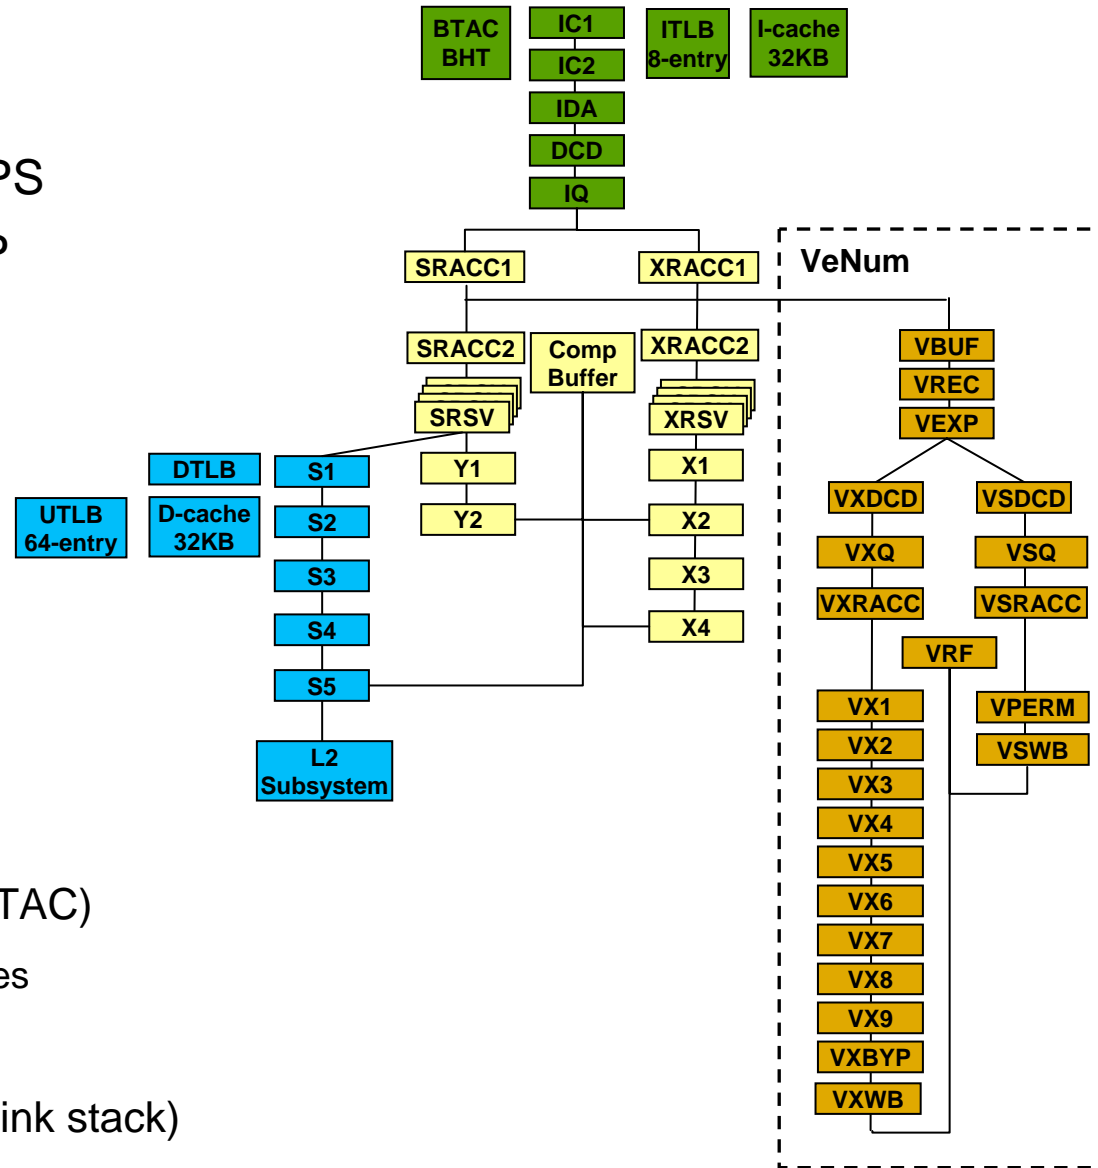 BTAC
BHT
IC1
IC2
IDA
DCD
IQ
ITLB
8-entry
I-cache
32KB
PS
SRACC1
XRACC1
VeNum
SRACC2
Comp
Buffer
XRACC2
SRSV
XRSV
DTLB
UTLB
64-entry
D-cache
32KB
S1
S2
S3
S4
S5
L2
Subsystem
Y1
Y2
X1
X2
X3
X4
VBUF
VREC
VEXP
VXDCD
VSDCD
VXQ
VSQ
VXRACC
VSRACC
VRF
VX1
VX2
VX3
VX4
VX5
VX6
VX7
VX8
VX9
VXBYP
VXWB
VPERM
VSWB
TAC)
es
ink stack)